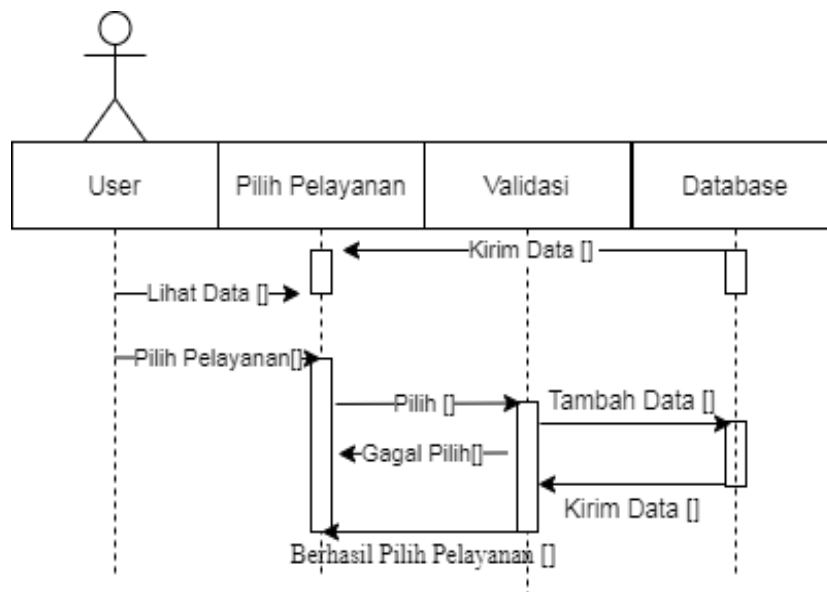 User
Pilih Pelayanan
Validasi
Database
Kirim Data []
Lihat Data []
Pilih Pelayanan[]
Pilih []
Tambah Data []
Gagal Pilih[]
Kirim Data []
Berhasil Pilih Pelayanan []